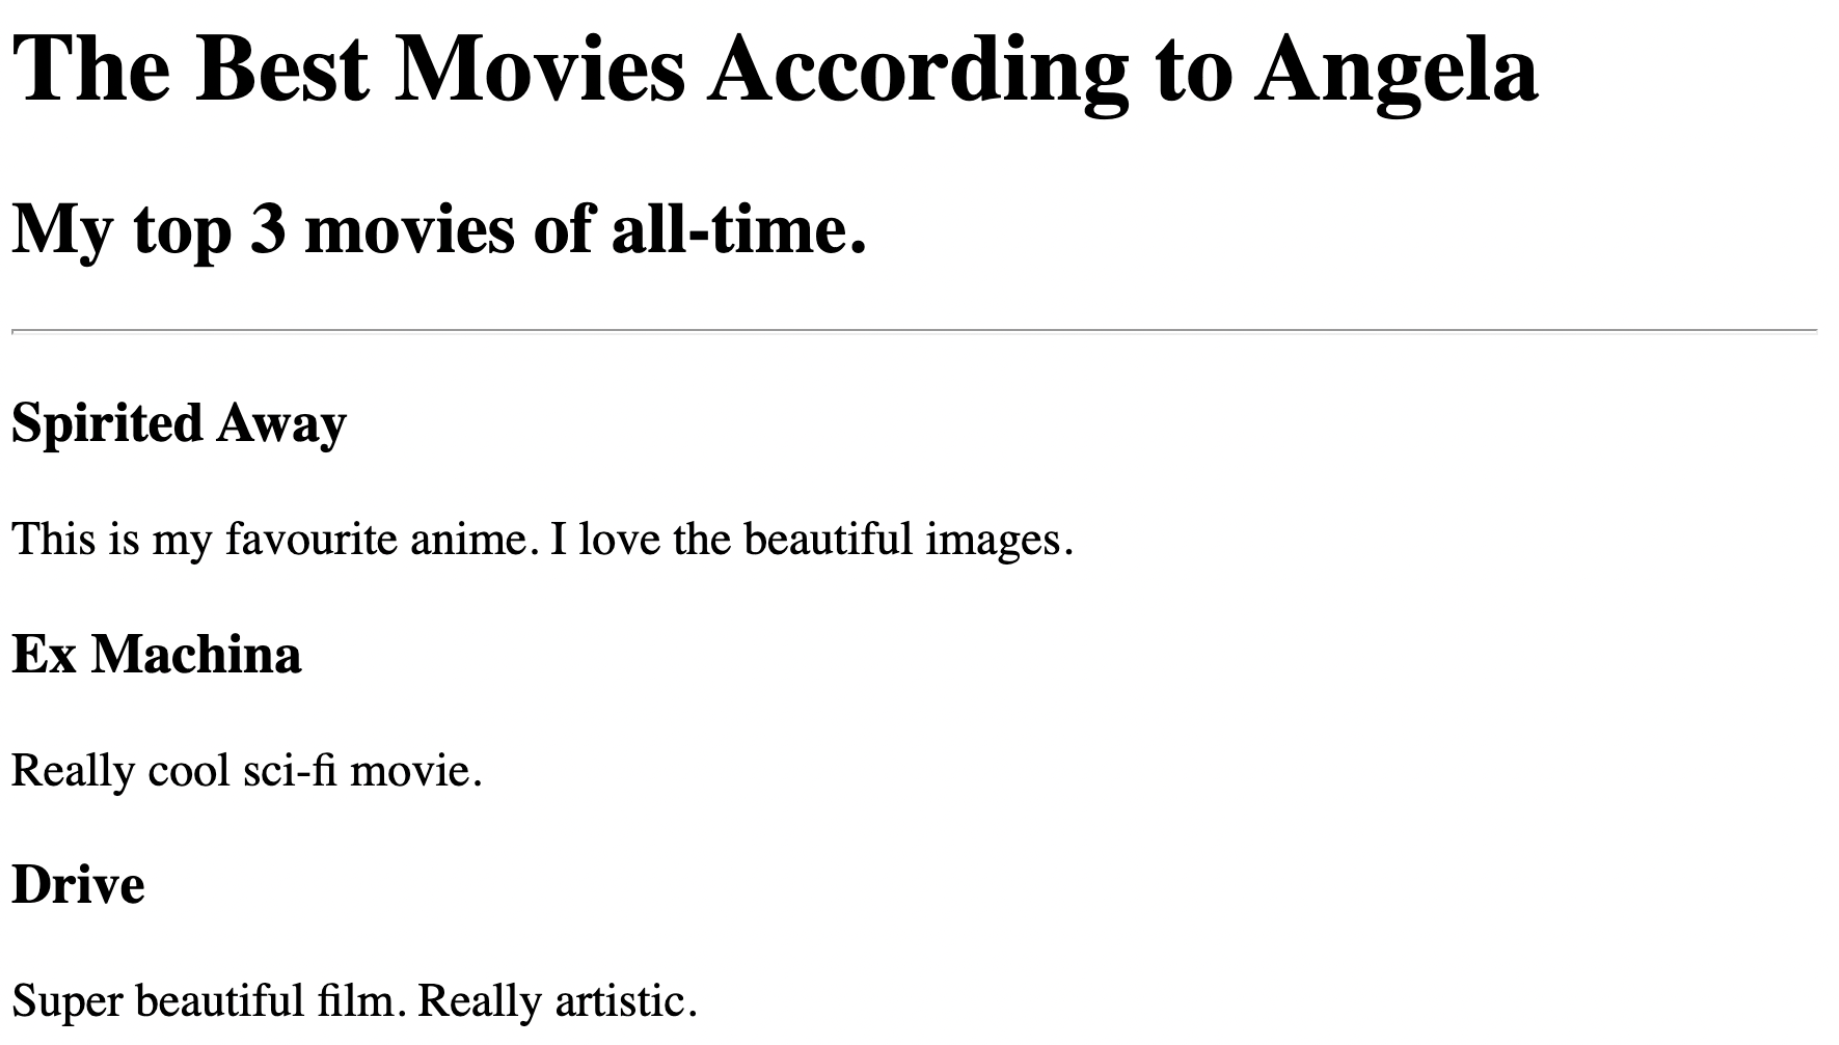 The Best Movies According to Angela
My top 3 movies of all-time.
Spirited Away
This is my favourite anime. I love the beautiful images.
Ex Machina
Really cool sci-fi movie.
Drive
Super beautiful film. Really artistic.